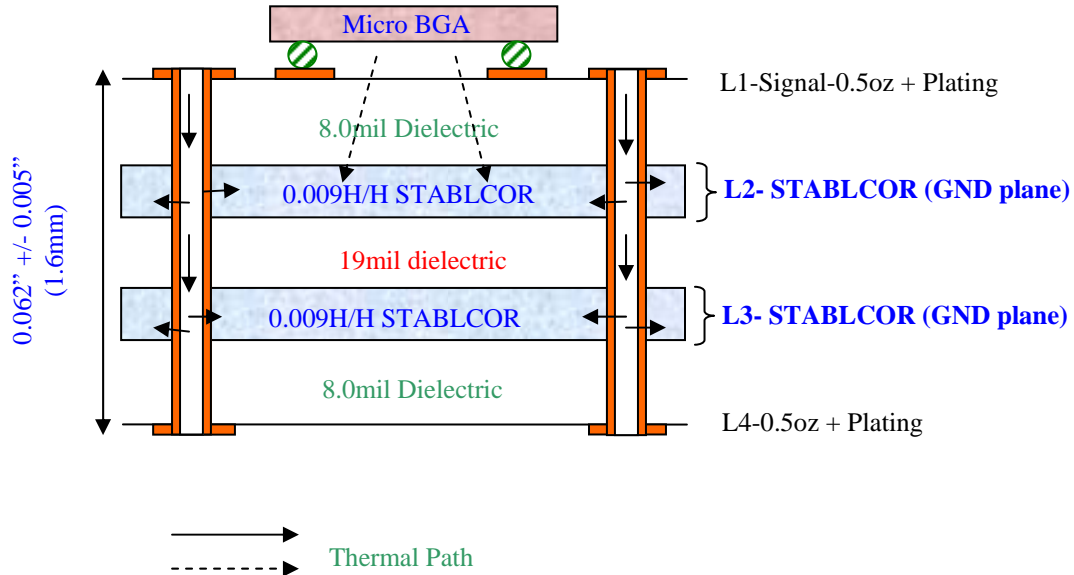 Micro BGA
L1-Signal-0.5oz + Plating
8.0mil Dielectric
0.009H/H STABLCOR
L2- STABLCOR (GND plane)
0.062” +/- 0.005”
(1.6mm)
19mil dielectric
0.009H/H STABLCOR
L3- STABLCOR (GND plane)
8.0mil Dielectric
L4-0.5oz + Plating
Thermal Path